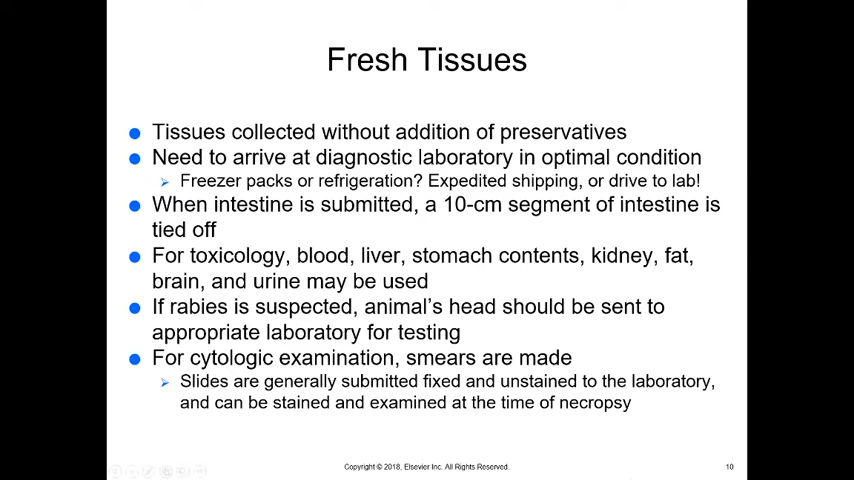 Fresh Tissues
Tissues collected without addition of preservatives
Need to arrive at diagnostic laboratory in optimal condition
Freezer packs or refrigeration? Expedited shipping, or drive to lab!
When intestine is submitted, a 10-cm segment of intestine is
tied off
For toxicology, blood, liver, stomach contents, kidney, fat,
brain, and urine may be used
If rabies is suspected, animal's head should be sent to
appropriate laboratory for testing
For cytologic examination, smears are made
Slides are generally submitted fixed and unstained to the laboratory,
and can be stained and examined at the time of necropsy
Copyright © 2018, Elsevier Inc. All Rights Reserved.
10